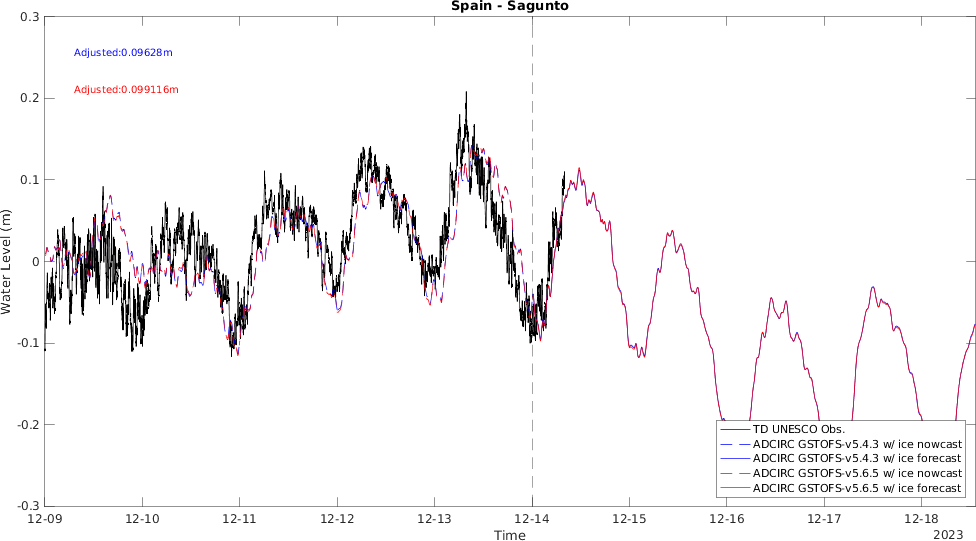 Spain - Sagunto
0.3
Adjusted:0.09628m
Adjusted:0.099116m
0.2
0.1
0
-0.1
-0.2
-0.3
Water Level (m)
TD UNESCO Obs.
ADCIRC GSTOFS-v5.4.3 w/ ice nowcast
ADCIRC GSTOFS-v5.4.3 w/ ice forecast
ADCIRC GSTOFS-v5.6.5 w/ ice nowcast
ADCIRC GSTOFS-v5.6.5 w/ ice forecast
12-09 12-10 12-11 12-12 12-13 12-14 12-15 12-16 12-17 12-18
Time
2023